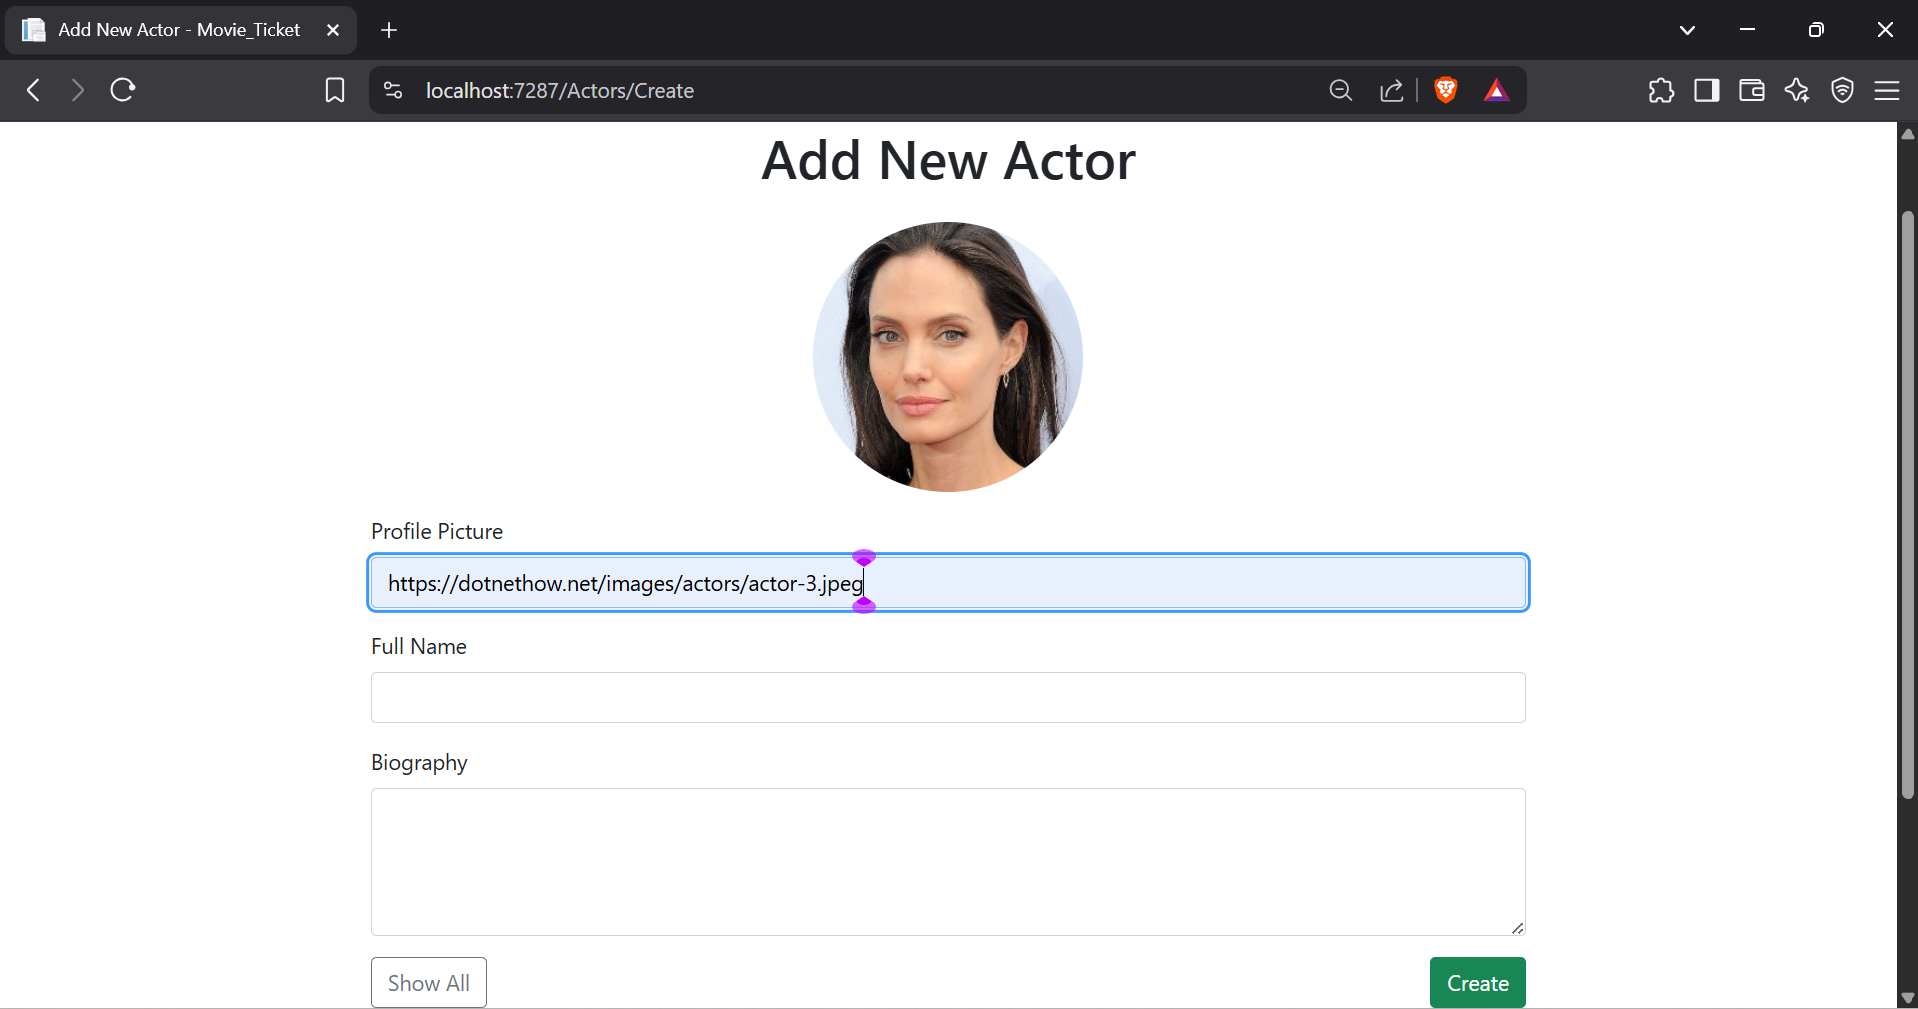 Add New Actor - Movie_Ticket
localhost:7287/Actors/Create
Add New Actor
Profile Picture
https://dotnethow.net/images/actors/actor-3.jpeg
Full Name
Biography
Show All
Create